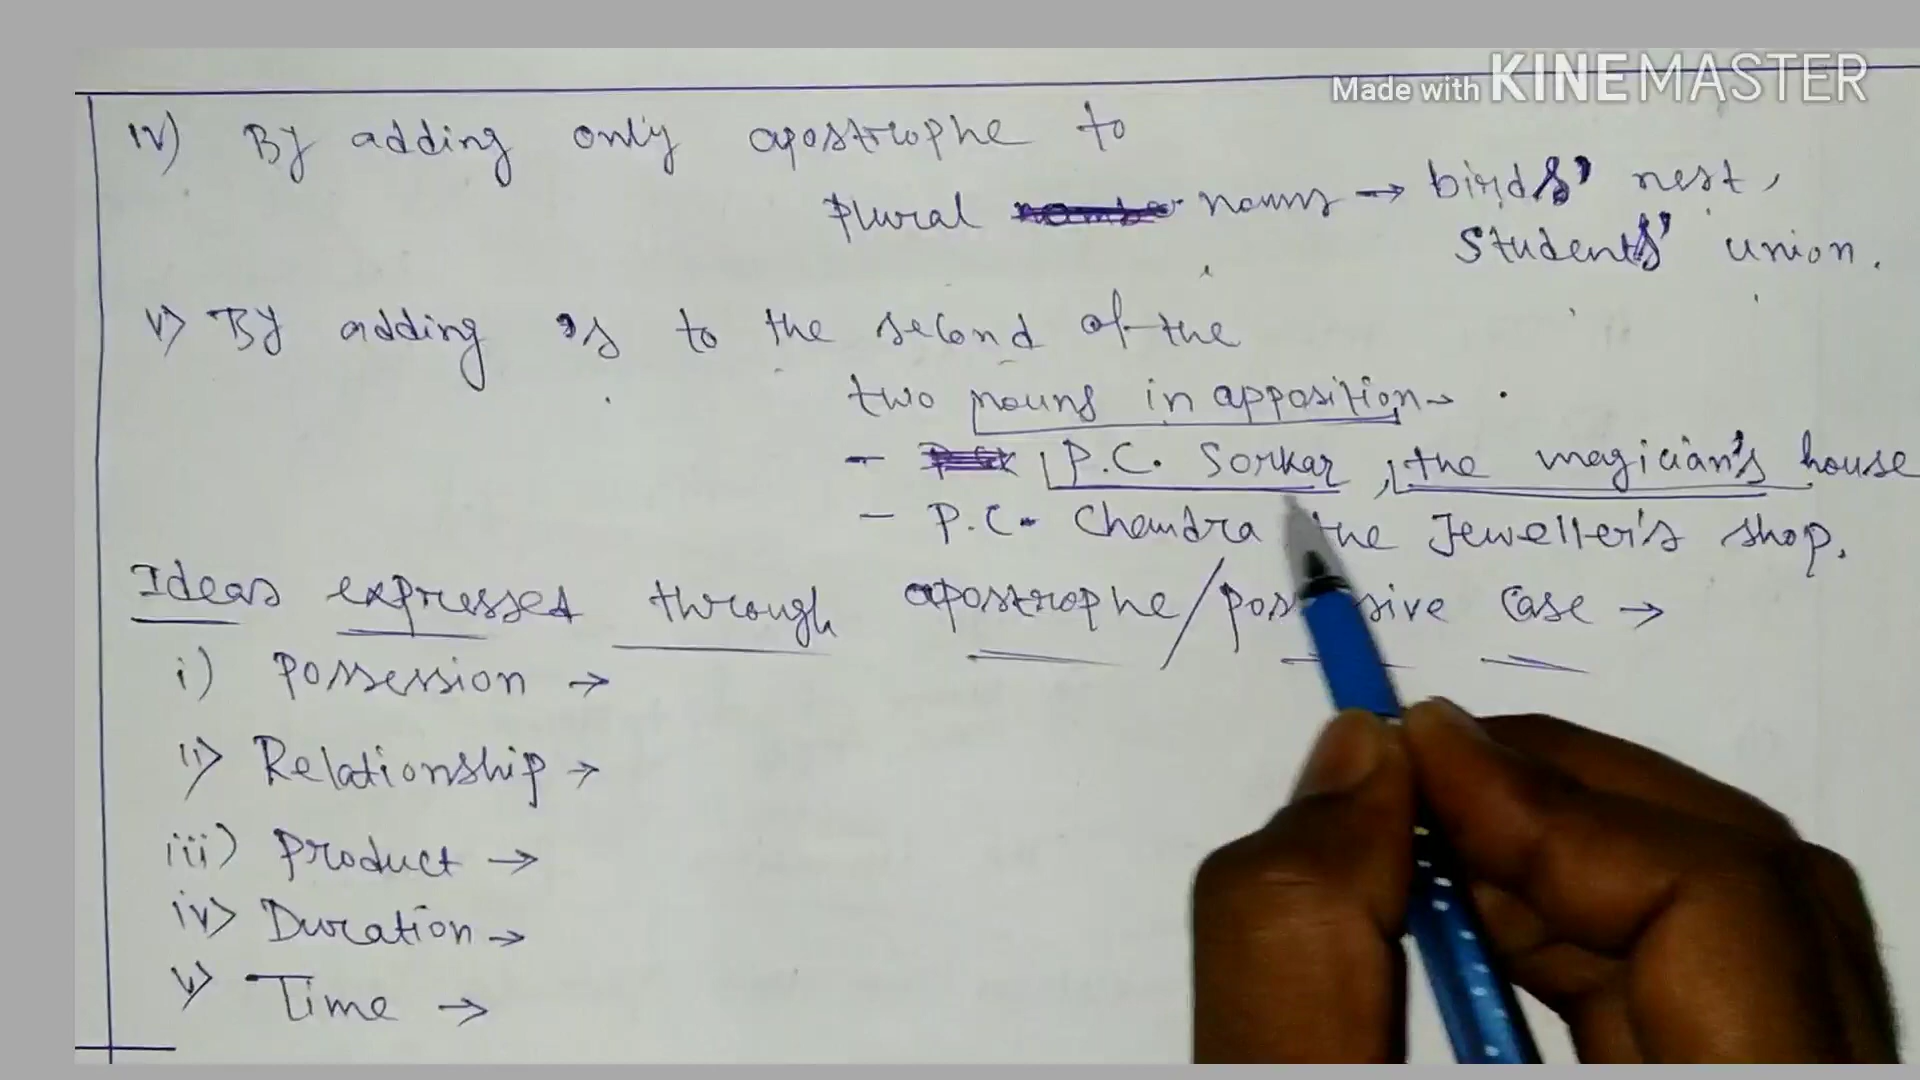 Made with KINEMASTER
iv) By adding only apostrophe to
plural nouns → birds' nest,
students' union.
v) By adding 's to the second of the
two nouns in apposition→
- P.C. Sorkar, the magician's house
- P.C. Chandra the Jeweller's shop.
Ideas expressed through apostrophe/possessive case →
i) Possession →
ii) Relationship →
iii) Product →
iv) Duration →
v) Time →